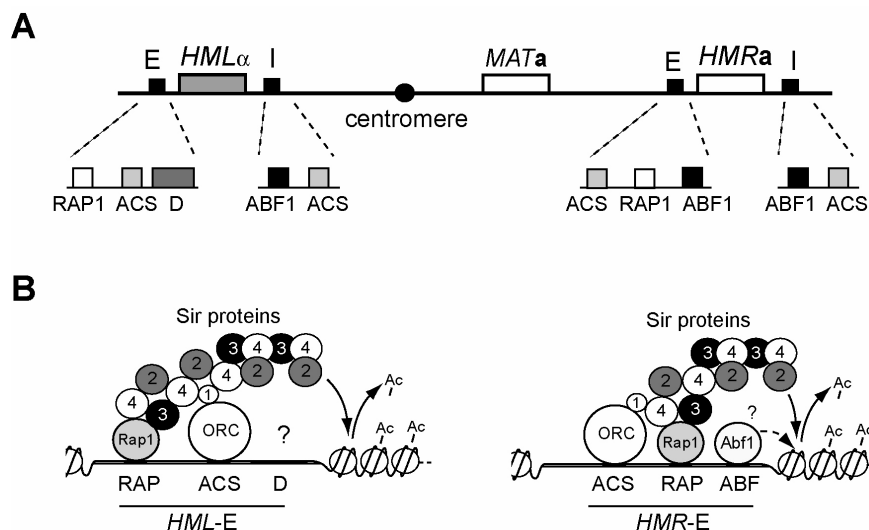 A
E HMLα I MATa E HMRa I
centromere
RAP1 ACS D ABF1 ACS ACS RAP1 ABF1 ABF1 ACS
B
Sir proteins Sir proteins
3 4 3 4 3 4 3 4
2 2 4 2 2 2 4 2 2
4 1 1
4 3 4 3
Ac Ac
Rap1 ORC ? ORC Rap1 Abf1 ?
Ac Ac Ac Ac
RAP ACS D ACS RAP ABF
HML-E HMR-E